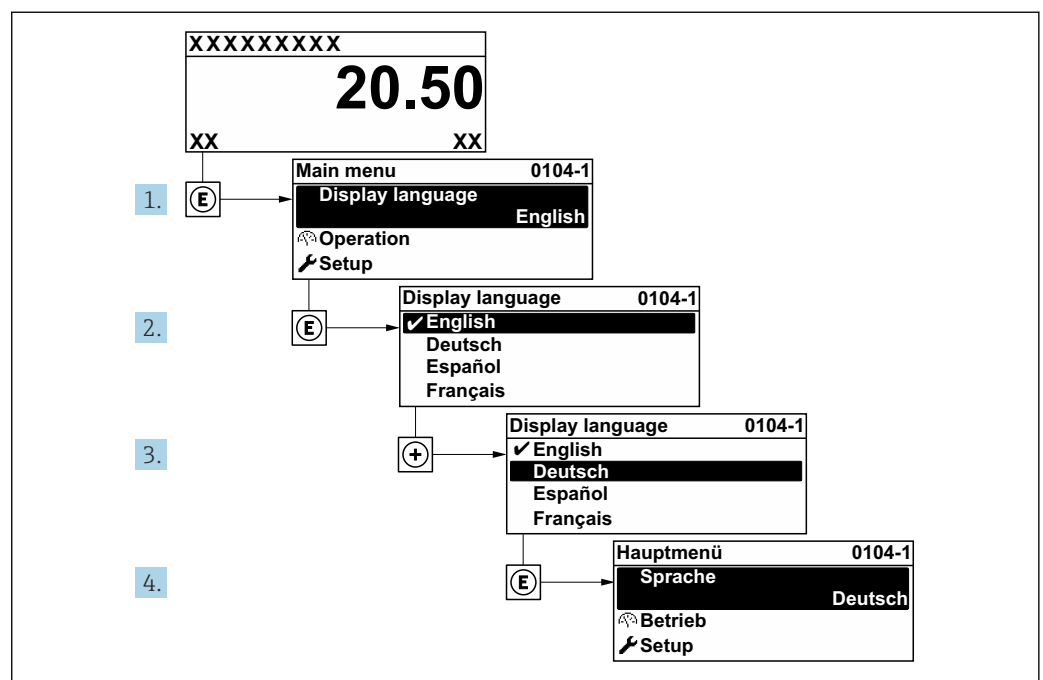 XXXXXXXXX
20.50
XX XX
1. E
Main menu 0104-1
Display language
English
Operation
Setup
2. E
Display language 0104-1
✔English
Deutsch
Español
Français
3. +
Display language 0104-1
✔English
Deutsch
Español
Français
4. E
Hauptmenü 0104-1
Sprache
Deutsch
Betrieb
Setup